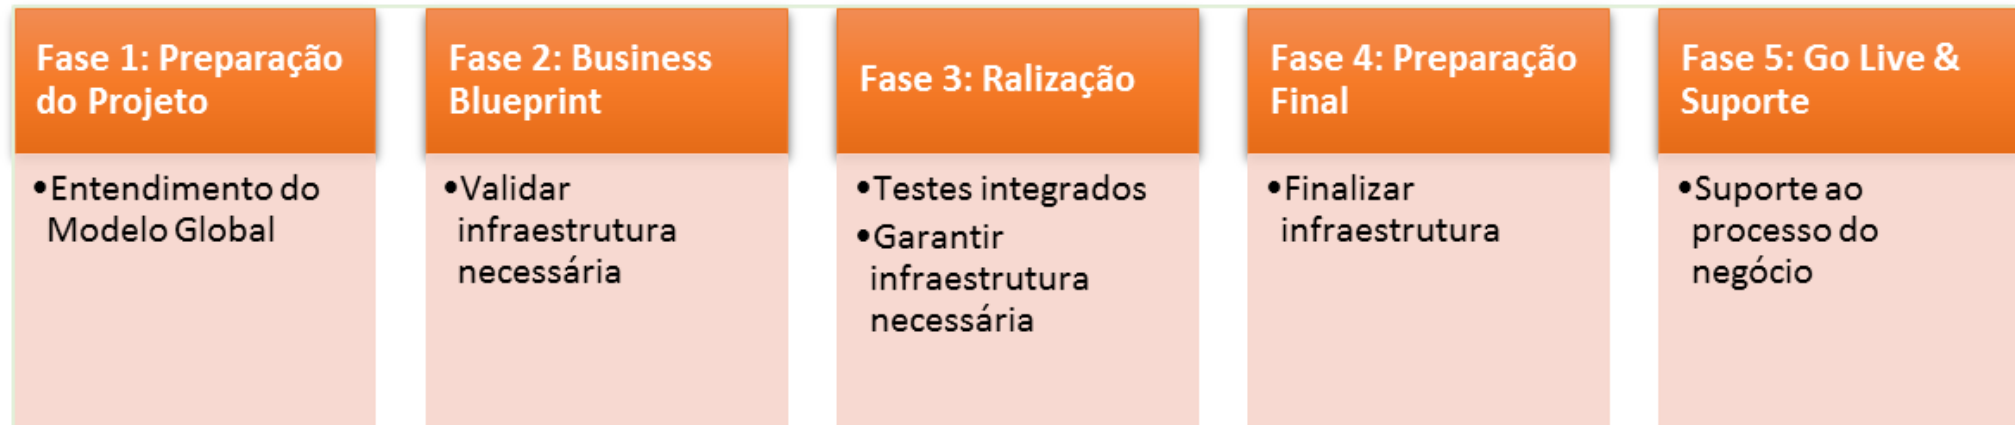 Fase 1: Preparação
do Projeto
•Entendimento do
Modelo Global
Fase 2: Business
Blueprint
•Validar
infraestrutura
necessária
Fase 3: Ralização
•Testes integrados
•Garantir
infraestrutura
necessária
Fase 4: Preparação
Final
•Finalizar
infraestrutura
Fase 5: Go Live &
Suporte
•Suporte ao
processo do
negócio